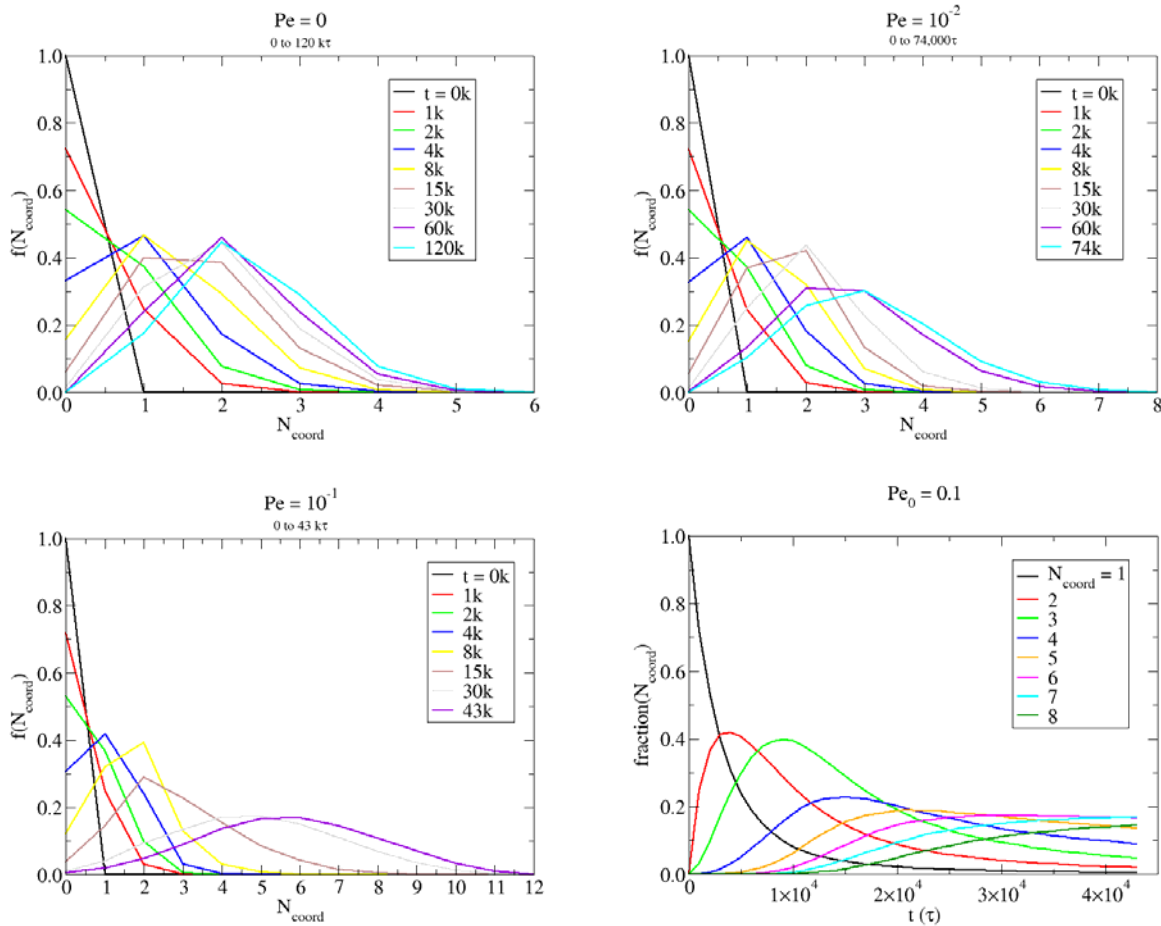 Pe = 0
0 to 120 kτ
f(N_coord)
1.0
0.8
0.6
0.4
0.2
0.0
0 1 2 3 4 5 6
N_coord
t = 0k
1k
2k
4k
8k
15k
30k
60k
120k
Pe = 10^-2
0 to 74,000τ
f(N_coord)
1.0
0.8
0.6
0.4
0.2
0.0
0 1 2 3 4 5 6 7 8
N_coord
t = 0k
1k
2k
4k
8k
15k
30k
60k
74k
Pe = 10^-1
0 to 43 kτ
f(N_coord)
1.0
0.8
0.6
0.4
0.2
0.0
0 1 2 3 4 5 6 7 8 9 10 11 12
N_coord
t = 0k
1k
2k
4k
8k
15k
30k
43k
Pe_0 = 0.1
fraction(N_coord)
1.0
0.8
0.6
0.4
0.2
0.0
0 1×10^4 2×10^4 3×10^4 4×10^4
t (τ)
N_coord = 1
2
3
4
5
6
7
8